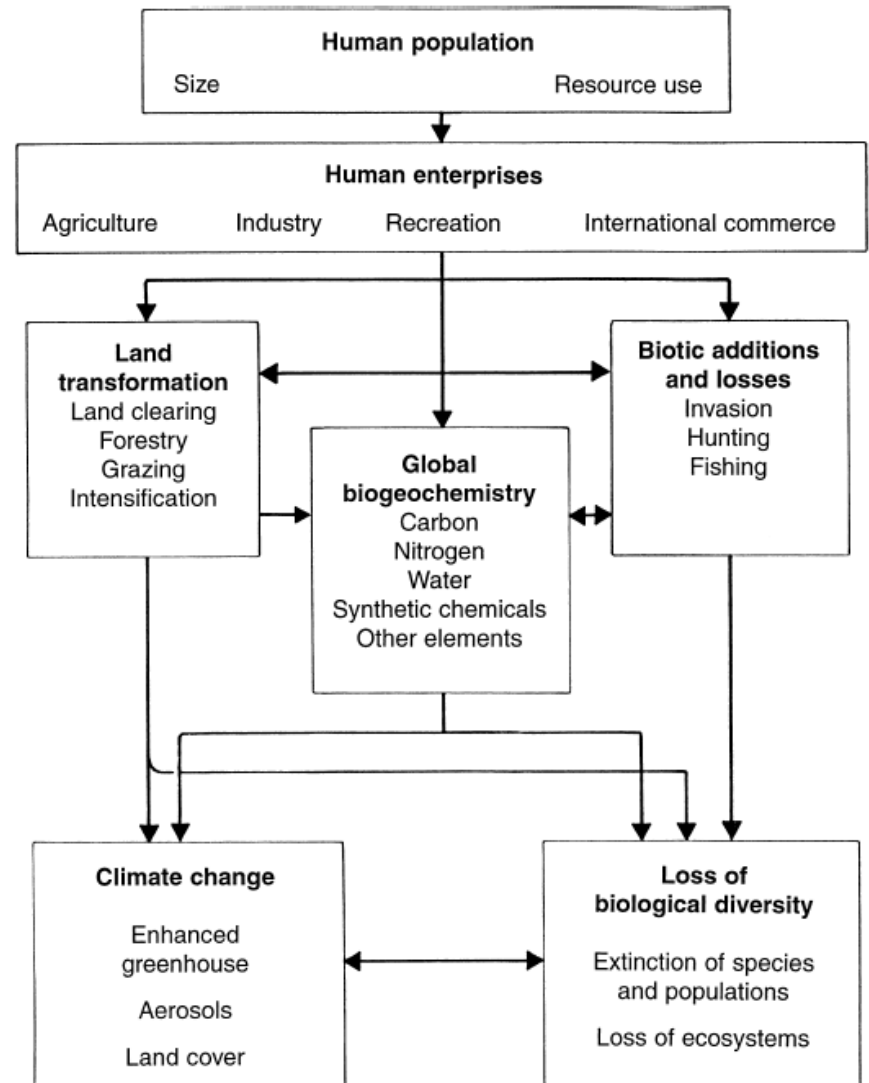 Human population
Size Resource use
Human enterprises
Agriculture Industry Recreation International commerce
Land
transformation
Land clearing
Forestry
Grazing
Intensification
Biotic additions
and losses
Invasion
Hunting
Fishing
Global
biogeochemistry
Carbon
Nitrogen
Water
Synthetic chemicals
Other elements
Climate change
Enhanced
greenhouse
Aerosols
Land cover
Loss of
biological diversity
Extinction of species
and populations
Loss of ecosystems